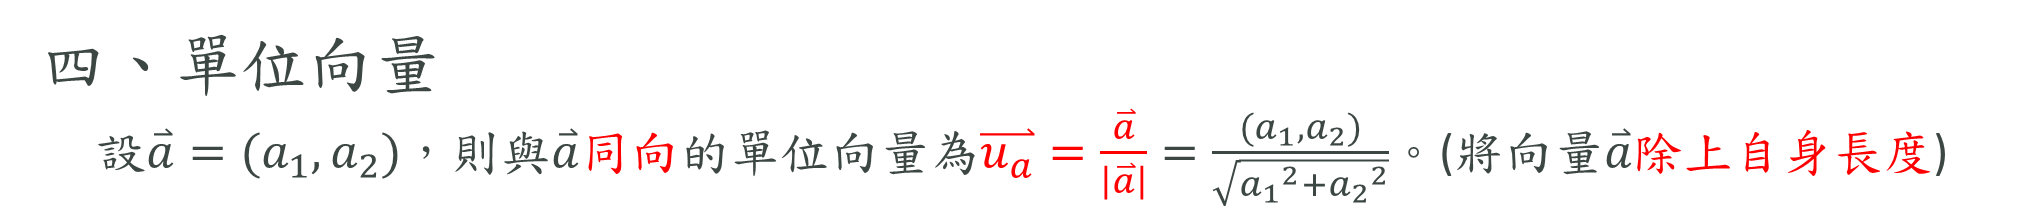 四、單位向量
設a⃗ = (a₁, a₂)，則與a⃗同向的單位向量為u⃗ₐ = a⃗/|a⃗| = (a₁,a₂)/√(a₁²+a₂²)。(將向量a⃗除上自身長度)